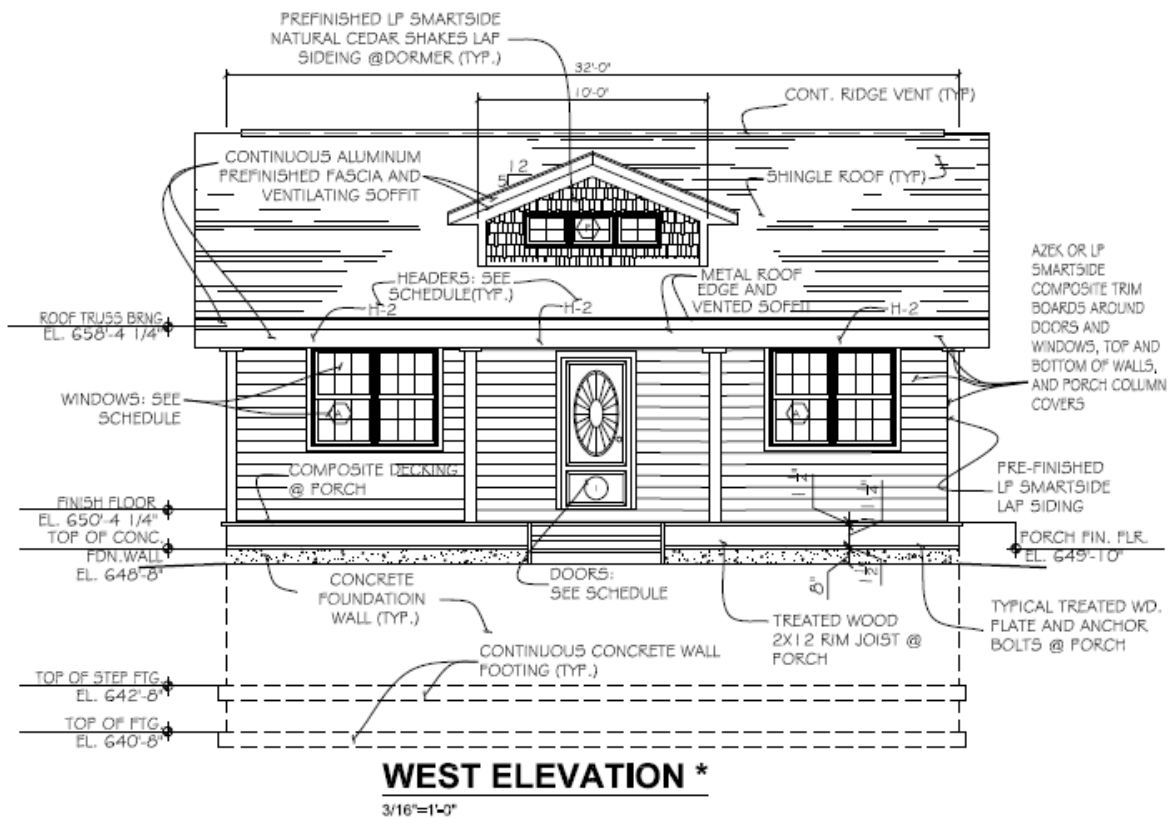 PREFINISHED LP SMARTSIDE
NATURAL CEDAR SHAKES LAP
SIDEING @DORMER (TYP.)
32'-0"
10'-0"
CONT. RIDGE VENT (TYP)
CONTINUOUS ALUMINUM
PREFINISHED FASCIA AND
VENTILATING SOFFIT
12
5
SHINGLE ROOF (TYP)
HEADERS: SEE
SCHEDULE(TYP.)
METAL ROOF
EDGE AND
VENTED SOFFIT
AZEK OR LP
SMARTSIDE
COMPOSITE TRIM
BOARDS AROUND
DOORS AND
WINDOWS, TOP AND
BOTTOM OF WALLS,
AND PORCH COLUMN
COVERS
H-2
H-2
H-2
ROOF TRUSS BRNG
EL. 658'-4 1/4"
WINDOWS: SEE
SCHEDULE
A
A
COMPOSITE DECKING
@ PORCH
PRE-FINISHED
LP SMARTSIDE
LAP SIDING
FINISH FLOOR
EL. 650'-4 1/4"
TOP OF CONC.
FDN.WALL
EL. 648'-8"
PORCH FIN. FLR.
EL. 649'-10"
8"
CONCRETE
FOUNDATIOIN
WALL (TYP.)
DOORS:
SEE SCHEDULE
TREATED WOOD
2X12 RIM JOIST @
PORCH
TYPICAL TREATED WD.
PLATE AND ANCHOR
BOLTS @ PORCH
CONTINUOUS CONCRETE WALL
FOOTING (TYP.)
TOP OF STEP FTG.
EL. 642'-8"
TOP OF FTG.
EL. 640'-8"
WEST ELEVATION *
3/16"=1'-0"